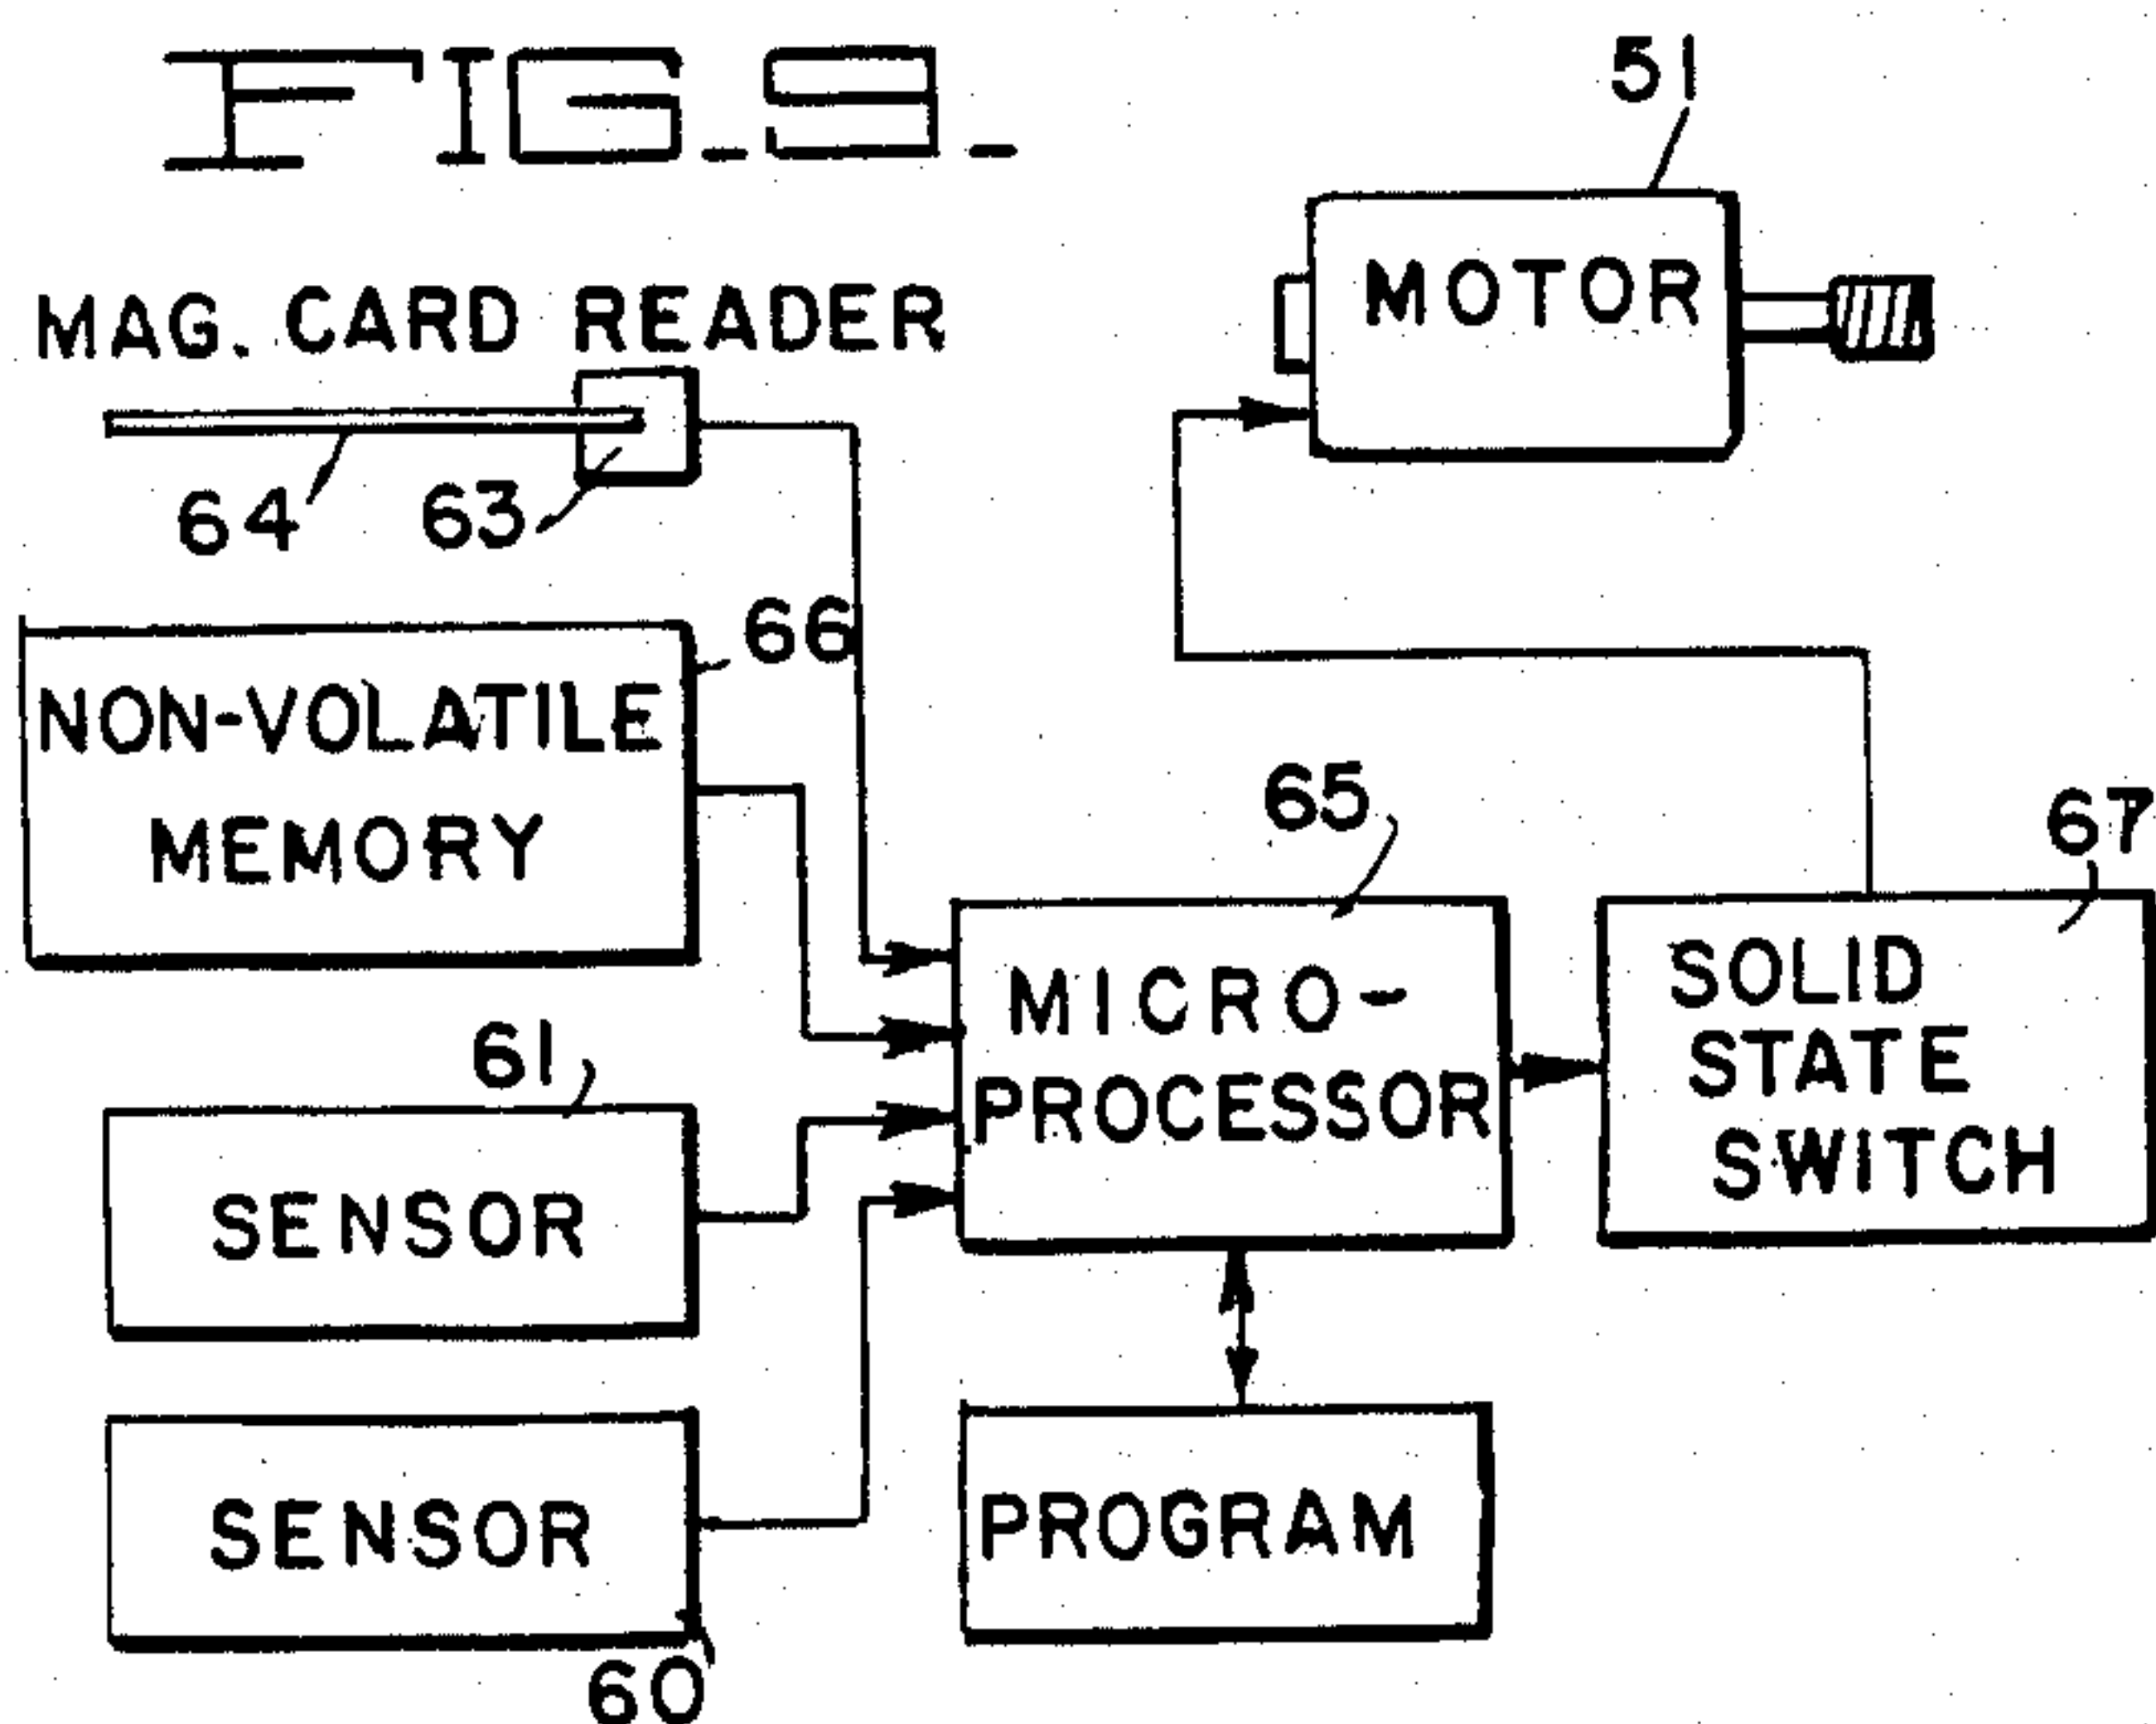 FIG. 9.
51
MOTOR
MAG. CARD READER
64
63
66
NON-VOLATILE
MEMORY
65
67
MICRO-
PROCESSOR
SOLID
STATE
SWITCH
61
SENSOR
SENSOR
60
PROGRAM